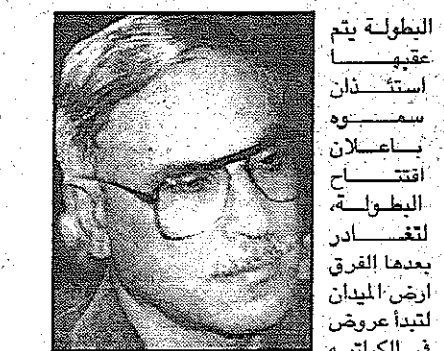 البطولة يتم
عقبها
استئذان
سموه
باعلان
افتتاح
البطولة،
لتغادر
بعدها الفرق
ارض الميدان
لتبدأ عروض